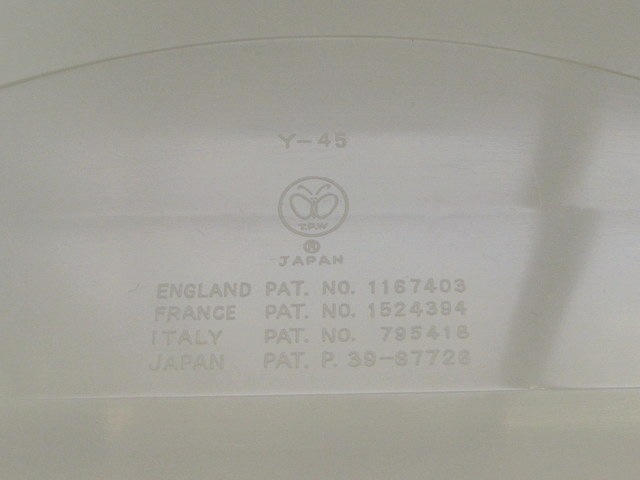 Y-45
T.P.W
®
JAPAN
ENGLAND PAT. NO. 1167403
FRANCE PAT. NO. 1524394
ITALY PAT. NO. 795418
JAPAN PAT. P. 39-87728